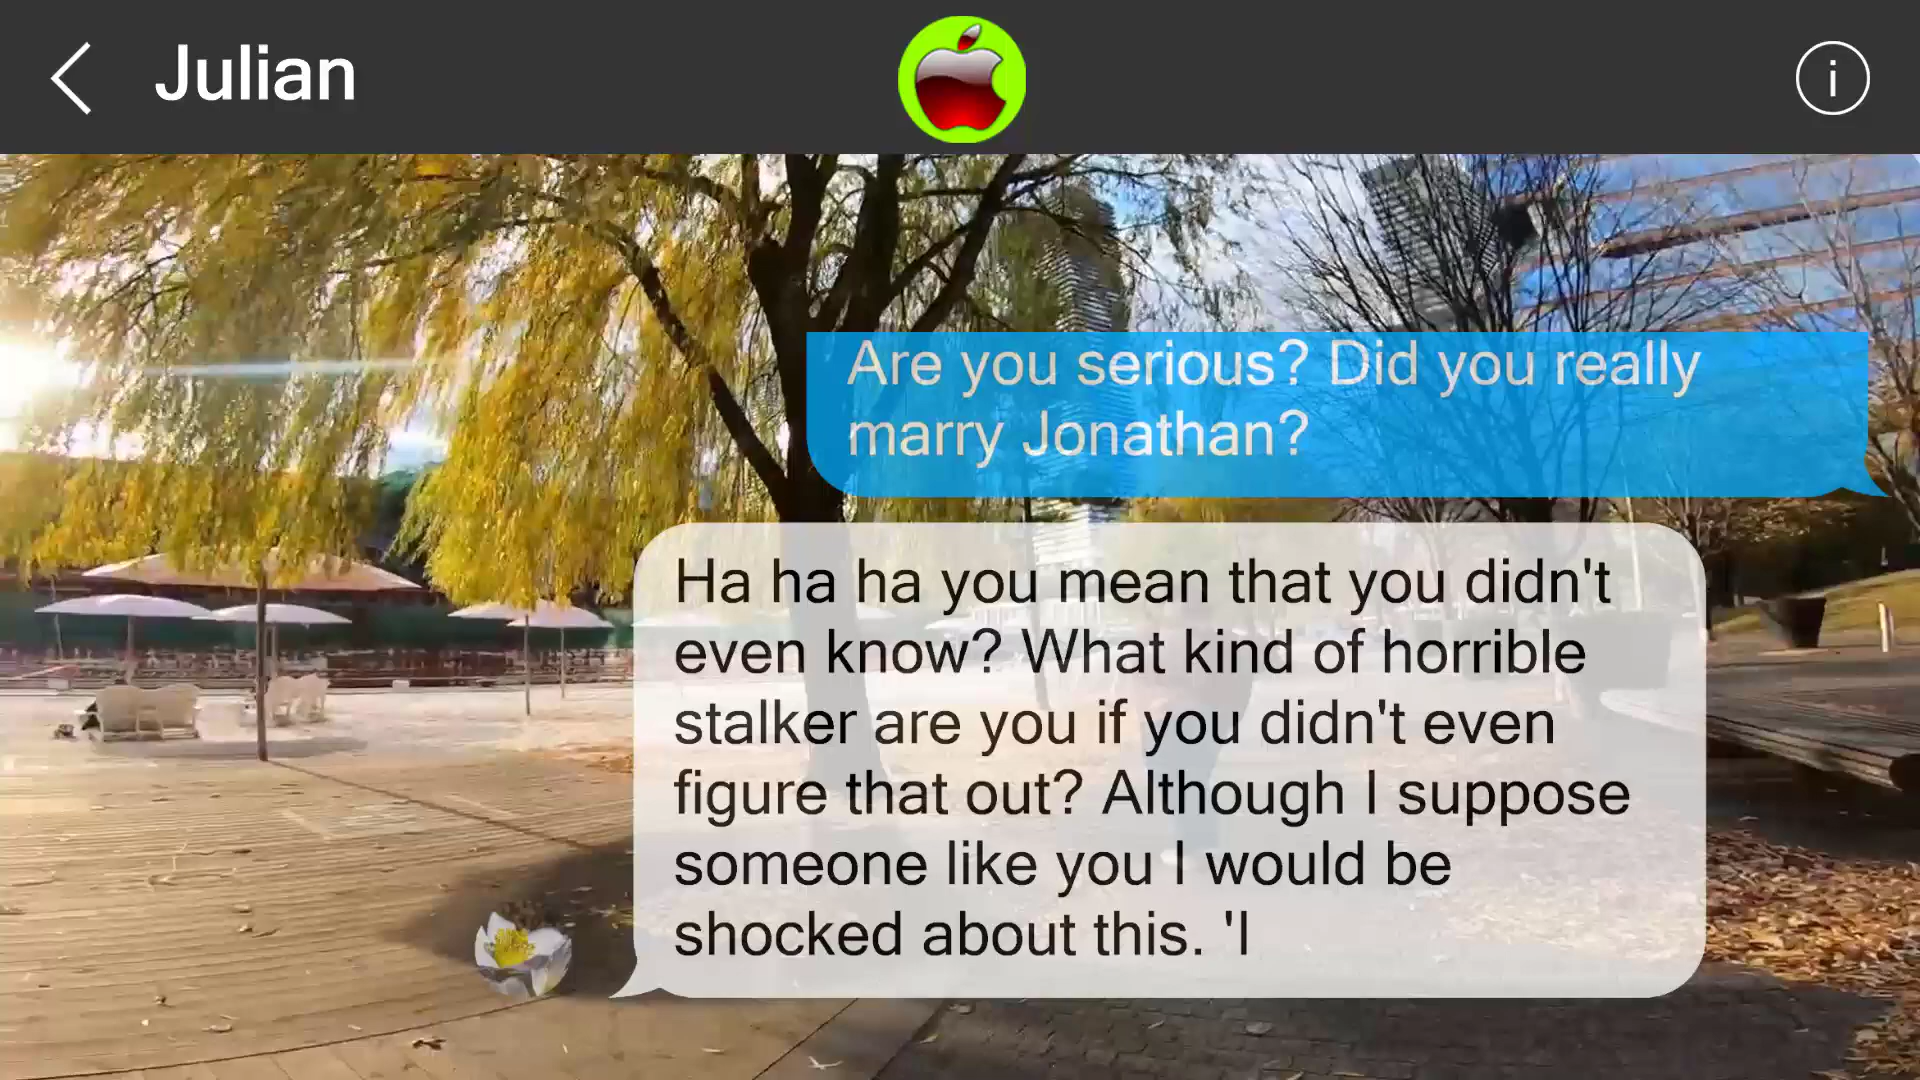 Julian
i
Are you serious? Did you really
marry Jonathan?
Ha ha ha you mean that you didn't
even know? What kind of horrible
stalker are you if you didn't even
figure that out? Although I suppose
someone like you I would be
shocked about this. 'I